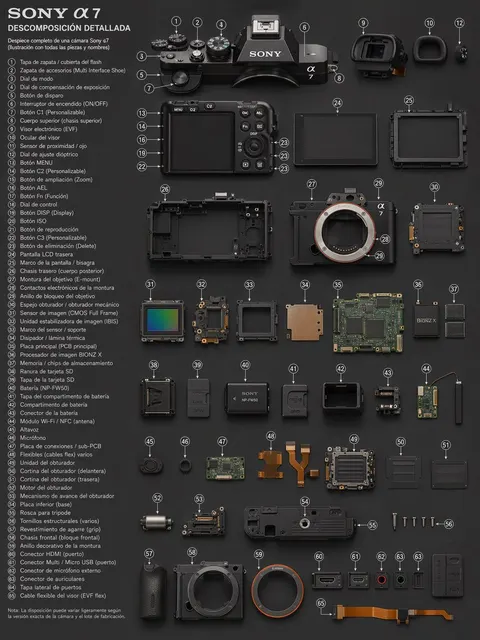 SONY α7
DESCOMPOSICIÓN DETALLADA
Despiece completo de una cámara Sony α7
(Ilustración con todas las piezas y nombres)
1 Tapa de zapata / cubierta del flash
2 Zapata de accesorios (Multi Interface Shoe)
3 Dial de modo
4 Dial de compensación de exposición
5 Botón de disparo
6 Interruptor de encendido (ON/OFF)
7 Botón C1 (Personalizable)
8 Cuerpo superior (chasis superior)
9 Visor electrónico (EVF)
10 Ocular del visor
11 Sensor de proximidad / ojo
12 Dial de ajuste dióptrico
13 Botón MENU
14 Botón C2 (Personalizable)
15 Botón de ampliación (Zoom)
16 Botón AEL
17 Botón Fn (Función)
18 Dial de control
19 Botón DISP (Display)
20 Botón ISO
21 Botón de reproducción
22 Botón C3 (Personalizable)
23 Botón de eliminación (Delete)
24 Pantalla LCD trasera
25 Marco de la pantalla / bisagra
26 Chasis trasero (cuerpo posterior)
27 Montura del objetivo (E-mount)
28 Contactos electrónicos de la montura
29 Anillo de bloqueo del objetivo
30 Espejo obturador / obturador mecánico
31 Sensor de imagen (CMOS Full Frame)
32 Unidad estabilizadora de imagen (IBIS)
33 Marco del sensor / soporte
34 Disipador / lámina térmica
35 Placa principal (PCB principal)
36 Procesador de imagen BIONZ X
37 Memoria / chips de almacenamiento
38 Ranura de tarjeta SD
39 Tapa de la tarjeta SD
40 Batería (NP-FW50)
41 Tapa del compartimento de batería
42 Compartimento de batería
43 Conector de la batería
44 Módulo Wi-Fi / NFC (antena)
45 Altavoz
46 Micrófono
47 Placa de conexiones / sub-PCB
48 Flexibles (cables flex) varios
49 Unidad del obturador
50 Cortina del obturador (delantera)
51 Cortina del obturador (trasera)
52 Motor del obturador
53 Mecanismo de avance del obturador
54 Placa inferior (base)
55 Rosca para trípode
56 Tornillos estructurales (varios)
57 Revestimiento de agarre (grip)
58 Chasis frontal (bloque frontal)
59 Anillo decorativo de la montura
60 Conector HDMI (puerto)
61 Conector Multi / Micro USB (puerto)
62 Conector de micrófono externo
63 Conector de auriculares
64 Tapa lateral de puertos
65 Cable flexible del visor (EVF flex)
Nota: La disposición puede variar ligeramente según
la versión de la cámara y el lote de fabricación.
SONY
α
7
MENU
C2
α
7
BIONZ X
SONY
NP-FW50